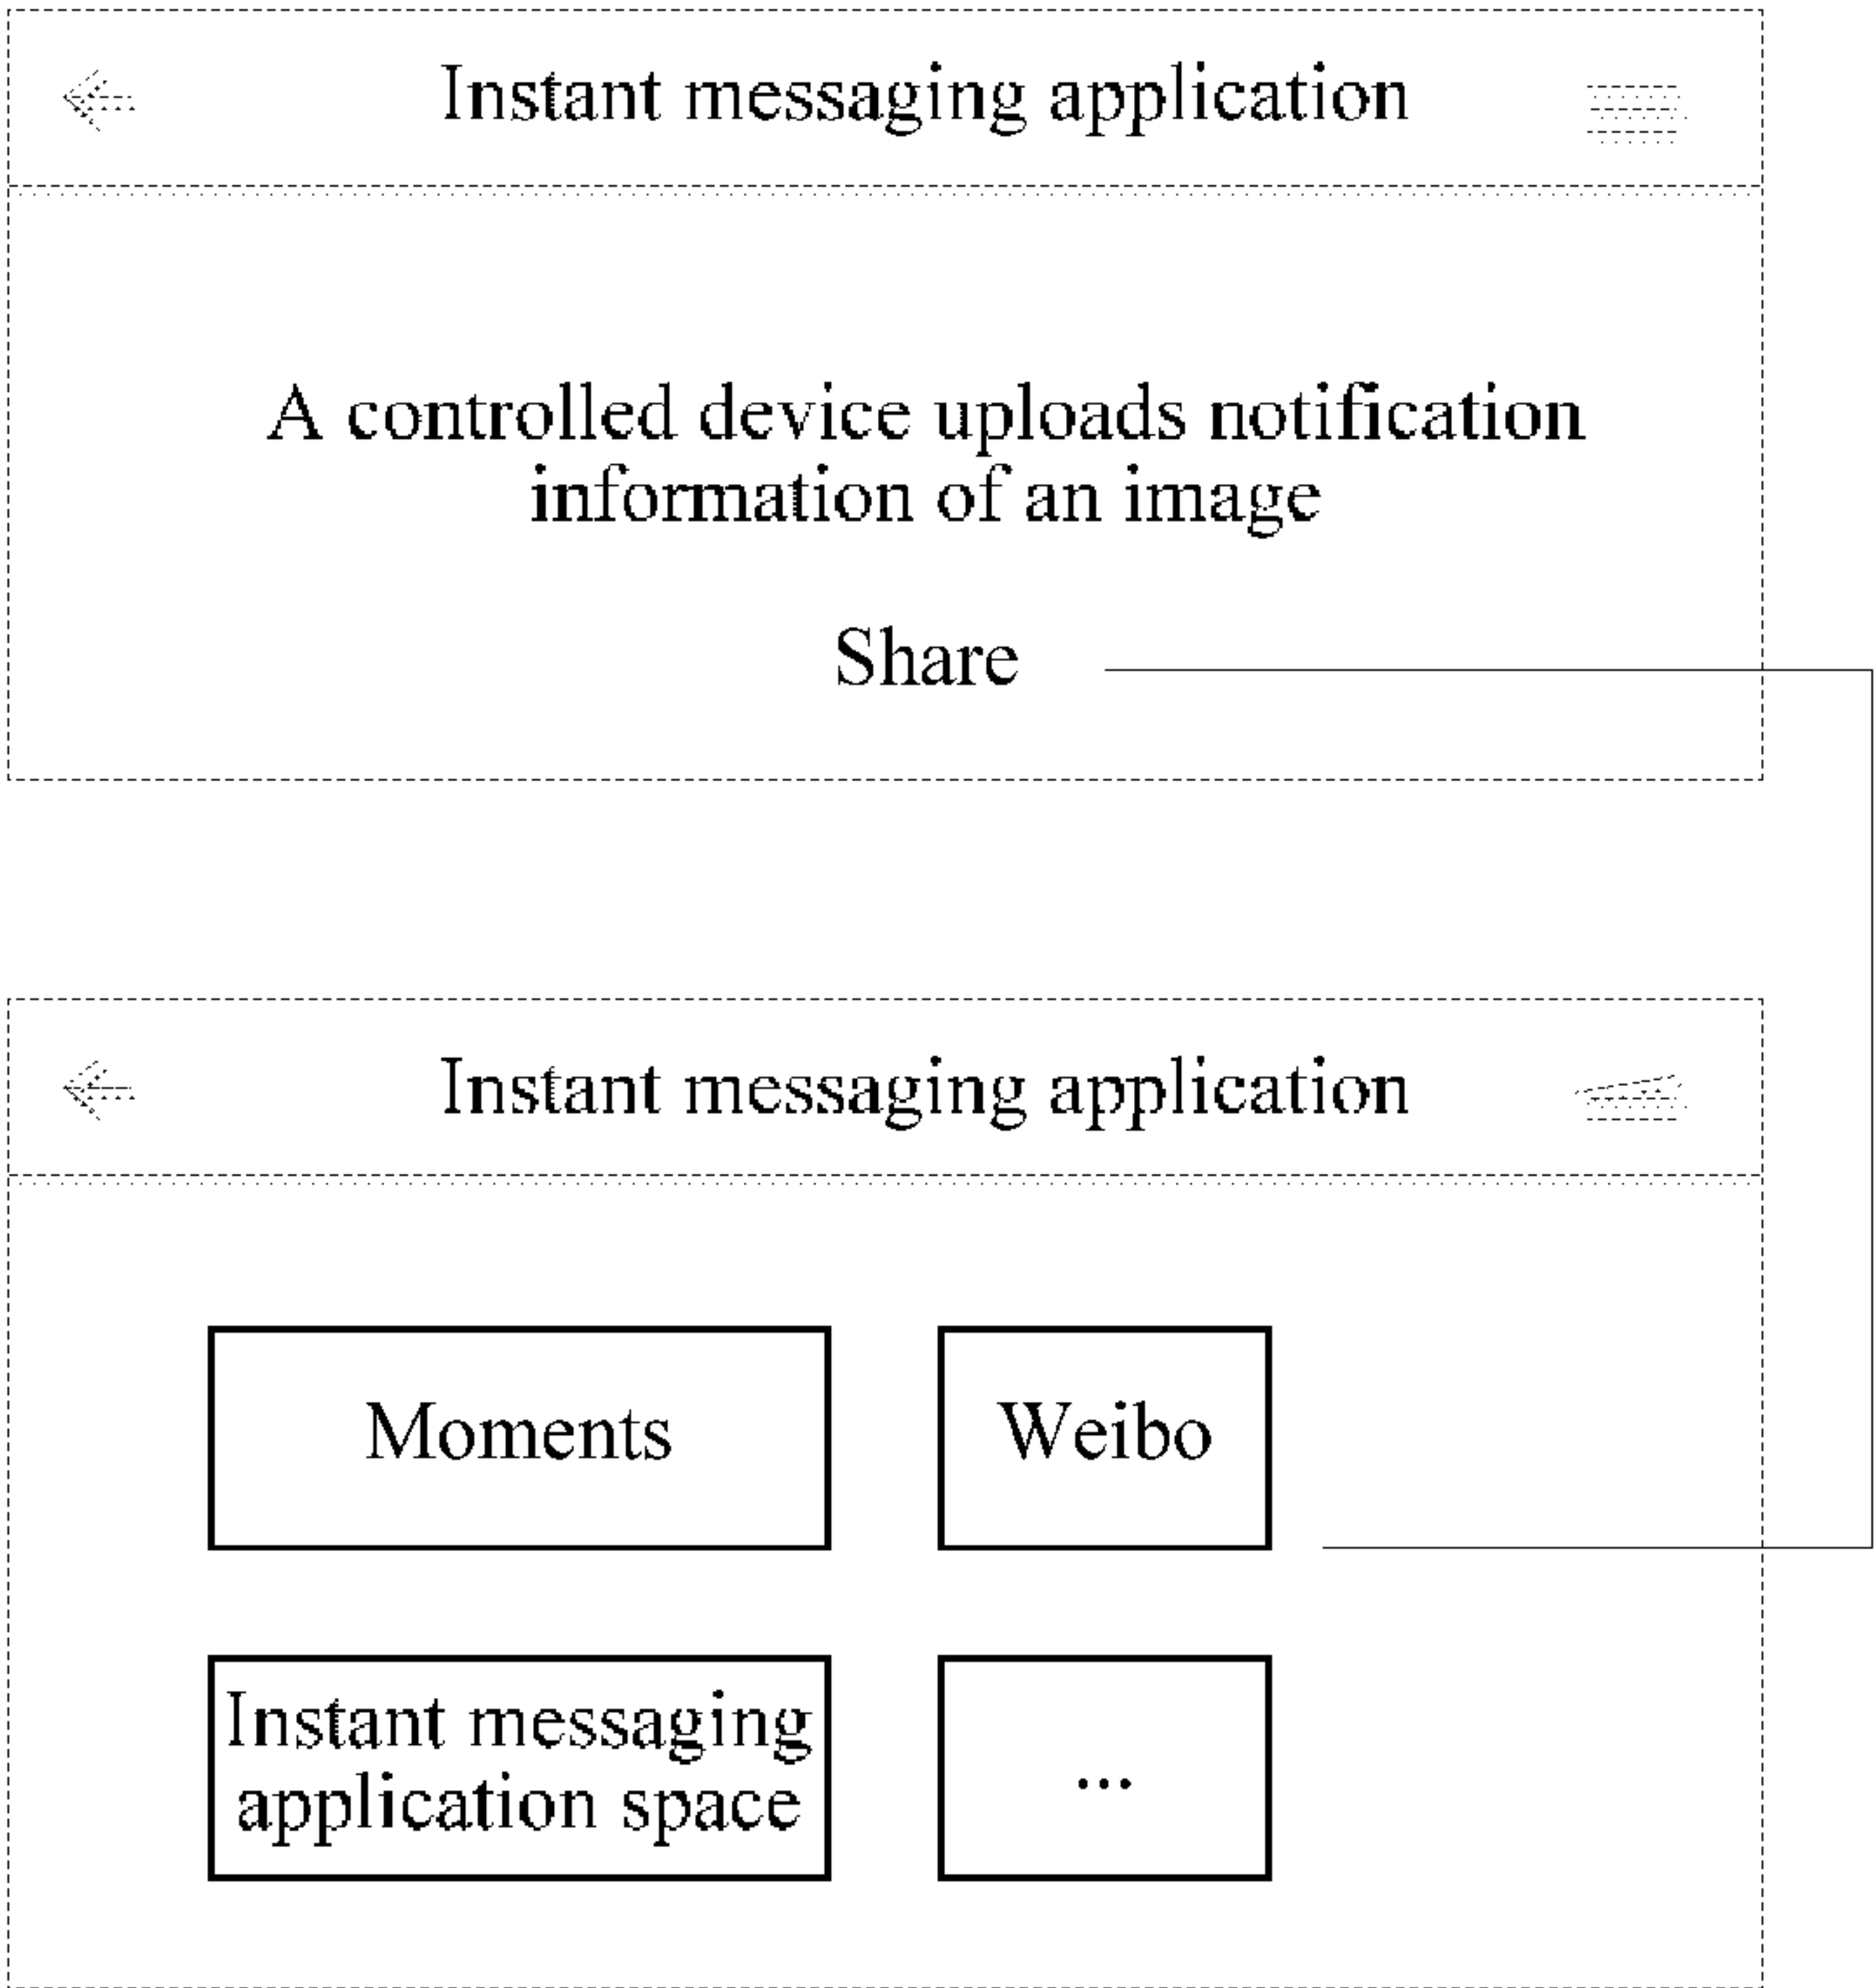 Instant messaging application
A controlled device uploads notification
information of an image
Share
Instant messaging application
Moments
Weibo
Instant messaging
application space
...